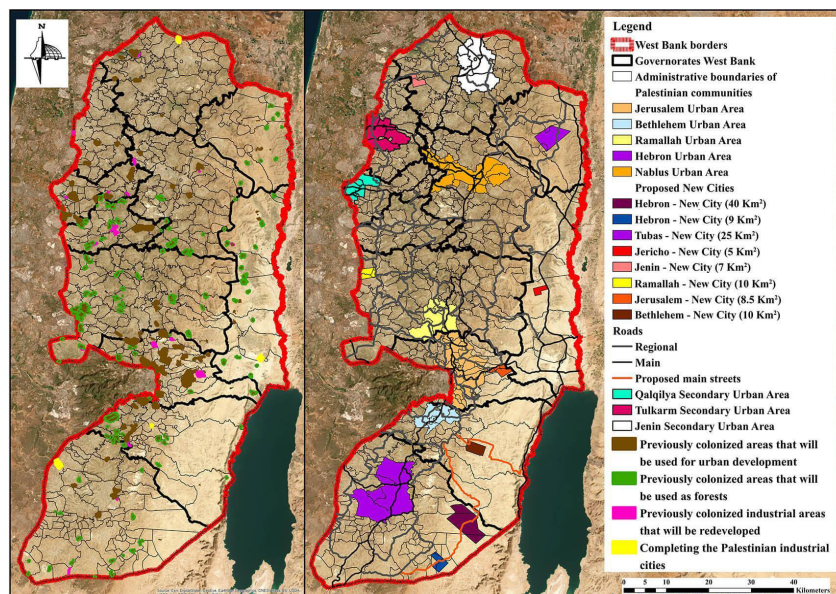 N
Legend
West Bank borders
Governorates West Bank
Administrative boundaries of
Palestinian communities
Jerusalem Urban Area
Bethlehem Urban Area
Ramallah Urban Area
Hebron Urban Area
Nablus Urban Area
Proposed New Cities
Hebron - New City (40 Km²)
Hebron - New City (9 Km²)
Tubas - New City (25 Km²)
Jericho - New City (5 Km²)
Jenin - New City (7 Km²)
Ramallah - New City (10 Km²)
Jerusalem - New City (8.5 Km²)
Bethlehem - New City (10 Km²)
Roads
Regional
Main
Proposed main streets
Qalqilya Secondary Urban Area
Tulkarm Secondary Urban Area
Jenin Secondary Urban Area
Previously colonized areas that will
be used for urban development
Previously colonized areas that will
be used as forests
Previously colonized industrial areas
that will be redeveloped
Completing the Palestinian industrial
cities
0 5 10 20 30 40
Kilometers